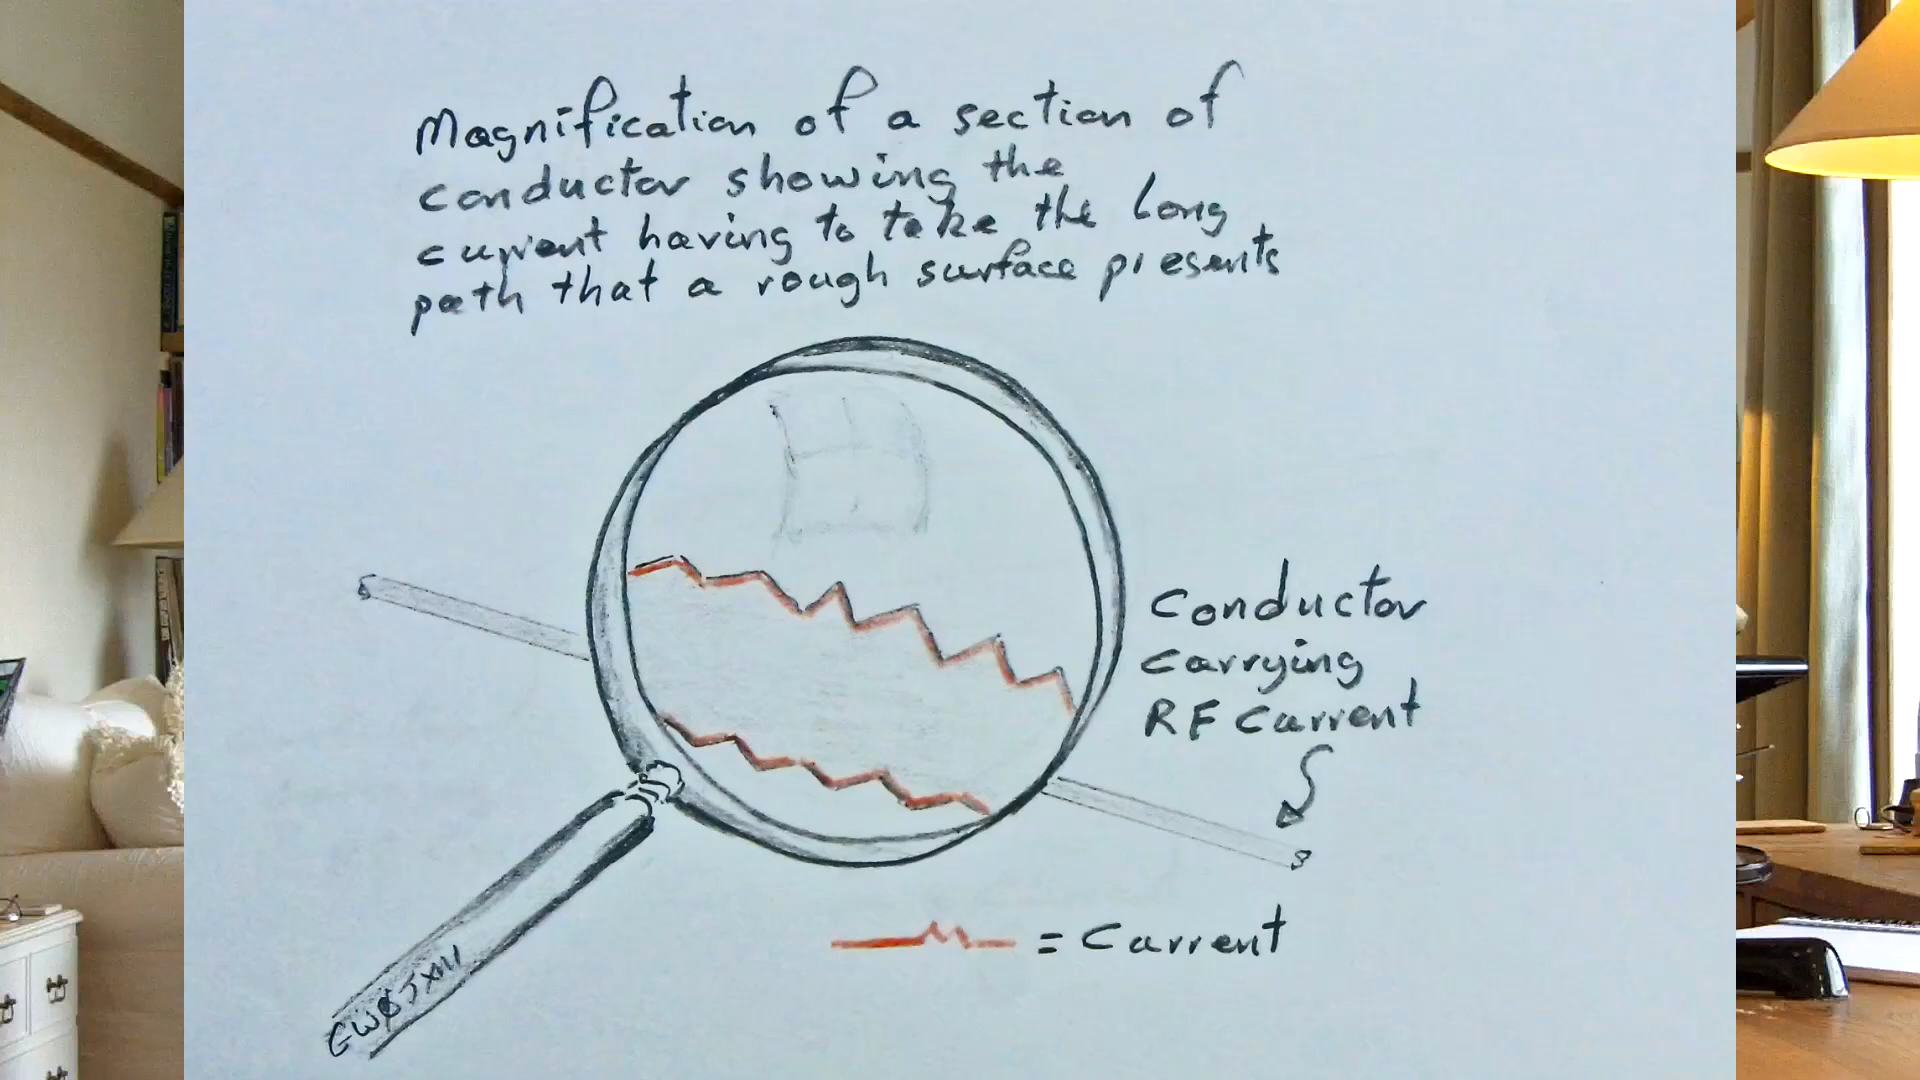 Magnification of a section of
conductor showing the
current having to take the long
path that a rough surface presents
Conductor
carrying
RF Current
= Current